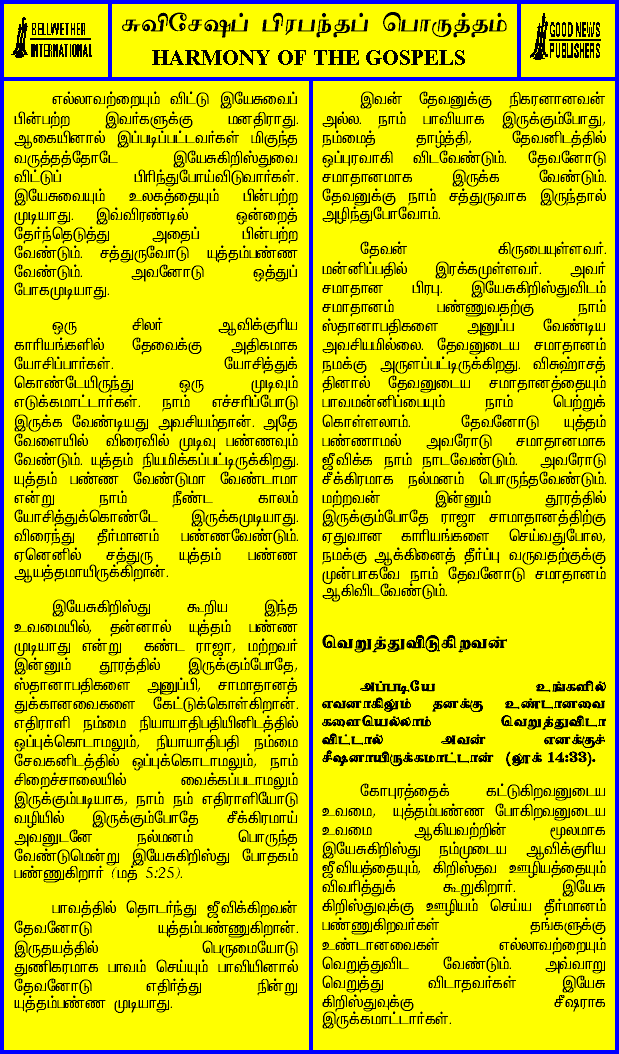 BELLWETHER
INTERNATIONAL
சுவிசேஷப் பிரபந்தப் பொருத்தம்
HARMONY OF THE GOSPELS
GOOD NEWS
PUBLISHERS
எல்லாவற்றையும் விட்டு இயேசுவைப்
பின்பற்ற இவர்களுக்கு மனதிராது.
ஆகையினால் இப்படிப்பட்டவர்கள் மிகுந்த
வருத்தத்தோடே இயேசுகிறிஸ்துவை
விட்டுப் பிரிந்துபோய்விடுவார்கள்.
இயேசுவையும் உலகத்தையும் பின்பற்ற
முடியாது. இவ்விரண்டில் ஒன்றைத்
தேர்ந்தெடுத்து அதைப் பின்பற்ற
வேண்டும். சத்துருவோடு யுத்தம்பண்ண
வேண்டும். அவனோடு ஒத்துப்
போகமுடியாது.
ஒரு சிலர் ஆவிக்குரிய
காரியங்களில் தேவைக்கு அதிகமாக
யோசிப்பார்கள். யோசித்துக்
கொண்டேயிருந்து ஒரு முடிவும்
எடுக்கமாட்டார்கள். நாம் எச்சரிப்போடு
இருக்க வேண்டியது அவசியம்தான். அதே
வேளையில் விரைவில் முடிவு பண்ணவும்
வேண்டும். யுத்தம் நியமிக்கப்பட்டிருக்கிறது.
யுத்தம் பண்ண வேண்டுமா வேண்டாமா
என்று நாம் நீண்ட காலம்
யோசித்துக்கொண்டே இருக்கமுடியாது.
விரைந்து தீர்மானம் பண்ணவேண்டும்.
ஏனெனில் சத்துரு யுத்தம் பண்ண
ஆயத்தமாயிருக்கிறான்.
இயேசுகிறிஸ்து கூறிய இந்த
உவமையில், தன்னால் யுத்தம் பண்ண
முடியாது என்று கண்ட ராஜா, மற்றவர்
இன்னும் தூரத்தில் இருக்கும்போதே,
ஸ்தானாபதிகளை அனுப்பி, சாமாதானத்
துக்கானவைகளை கேட்டுக்கொள்கிறான்.
எதிராளி நம்மை நியாயாதிபதியினிடத்தில்
ஒப்புக்கொடாமலும், நியாயாதிபதி நம்மை
சேவகனிடத்தில் ஒப்புக்கொடாமலும், நாம்
சிறைச்சாலையில் வைக்கப்படாமலும்
இருக்கும்படியாக, நாம் நம் எதிராளியோடு
வழியில் இருக்கும்போதே சீக்கிரமாய்
அவனுடனே நல்மனம் பொருந்த
வேண்டுமென்று இயேசுகிறிஸ்து போதகம்
பண்ணுகிறார் (மத் 5:25).
பாவத்தில் தொடர்ந்து ஜீவிக்கிறவன்
தேவனோடு யுத்தம்பண்ணுகிறான்.
இருதயத்தில் பெருமையோடு
துணிகரமாக பாவம் செய்யும் பாவியினால்
தேவனோடு எதிர்த்து நின்று
யுத்தம்பண்ண முடியாது.
இவன் தேவனுக்கு நிகரானவன்
அல்ல. நாம் பாவியாக இருக்கும்போது,
நம்மைத் தாழ்த்தி, தேவனிடத்தில்
ஒப்புரவாகி விடவேண்டும். தேவனோடு
சமாதானமாக இருக்க வேண்டும்.
தேவனுக்கு நாம் சத்துருவாக இருந்தால்
அழிந்துபோவோம்.
தேவன் கிருபையுள்ளவர்.
மன்னிப்பதில் இரக்கமுள்ளவர். அவர்
சமாதான பிரபு. இயேசுகிறிஸ்துவிடம்
சமாதானம் பண்ணுவதற்கு நாம்
ஸ்தானாபதிகளை அனுப்ப வேண்டிய
அவசியமில்லை. தேவனுடைய சமாதானம்
நமக்கு அருளப்பட்டிருக்கிறது. விசுஹாசத்
தினால் தேவனுடைய சமாதானத்தையும்
பாவமன்னிப்பையும் நாம் பெற்றுக்
கொள்ளலாம். தேவனோடு யுத்தம்
பண்ணாமல் அவரோடு சமாதானமாக
ஜீவிக்க நாம் நாடவேண்டும். அவரோடு
சீக்கிரமாக நல்மனம் பொருந்தவேண்டும்.
மற்றவன் இன்னும் தூரத்தில்
இருக்கும்போதே ராஜா சாமாதானத்திற்கு
ஏதுவான காரியங்களை செய்வதுபோல,
நமக்கு ஆக்கினைத் தீர்ப்பு வருவதற்குக்கு
முன்பாகவே நாம் தேவனோடு சமாதானம்
ஆகிவிடவேண்டும்.
வெறுத்துவிடுகிறவன்
அப்படியே உங்களில்
எவனாகிலும் தனக்கு உண்டானவை
களையெல்லாம் வெறுத்துவிடா
விட்டால் அவன் எனக்குச்
சீஷனாயிருக்கமாட்டான் (லூக் 14:33).
கோபுரத்தைக் கட்டுகிறவனுடைய
உவமை, யுத்தம்பண்ண போகிறவனுடைய
உவமை ஆகியவற்றின் மூலமாக
இயேசுகிறிஸ்து நம்முடைய ஆவிக்குரிய
ஜீவியத்தையும், கிறிஸ்தவ ஊழியத்தையும்
விவரித்துக் கூறுகிறார். இயேசு
கிறிஸ்துவுக்கு ஊழியம் செய்ய தீர்மானம்
பண்ணுகிறவர்கள் தங்களுக்கு
உண்டானவைகள் எல்லாவற்றையும்
வெறுத்துவிட வேண்டும். அவ்வாறு
வெறுத்து விடாதவர்கள் இயேசு
கிறிஸ்துவுக்கு சீஷராக
இருக்கமாட்டார்கள்.